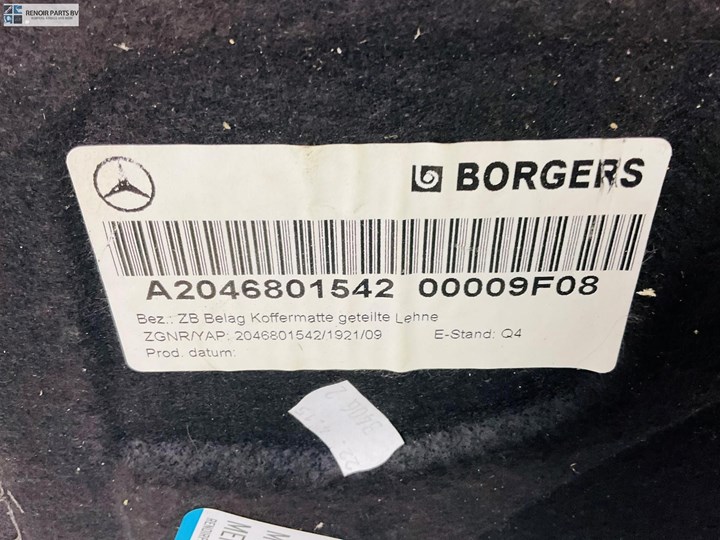 RENOIR PARTS BV
BORGERS
A2046801542 00009F08
Bez.: ZB Belag Koffermatte geteilte Lehne
ZGNR/YAP: 2046801542/1921/09 E-Stand: Q4
Prod. datum: